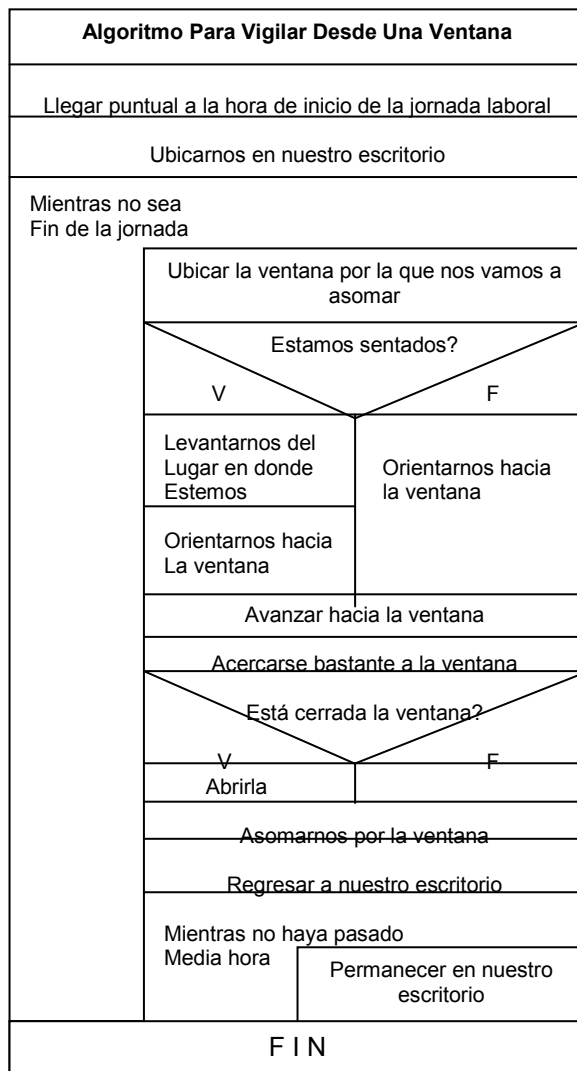 Algoritmo Para Vigilar Desde Una Ventana
Llegar puntual a la hora de inicio de la jornada laboral
Ubicarnos en nuestro escritorio
Mientras no sea
Fin de la jornada
Ubicar la ventana por la que nos vamos a
asomar
Estamos sentados?
V F
Levantarnos del
Lugar en donde
Estemos
Orientarnos hacia
La ventana
Orientarnos hacia
la ventana
Avanzar hacia la ventana
Acercarse bastante a la ventana
Está cerrada la ventana?
V F
Abrirla
Asomarnos por la ventana
Regresar a nuestro escritorio
Mientras no haya pasado
Media hora
Permanecer en nuestro
escritorio
F I N